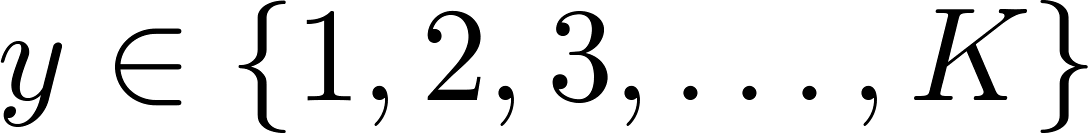 y ∈ {1, 2, 3, . . . , K}